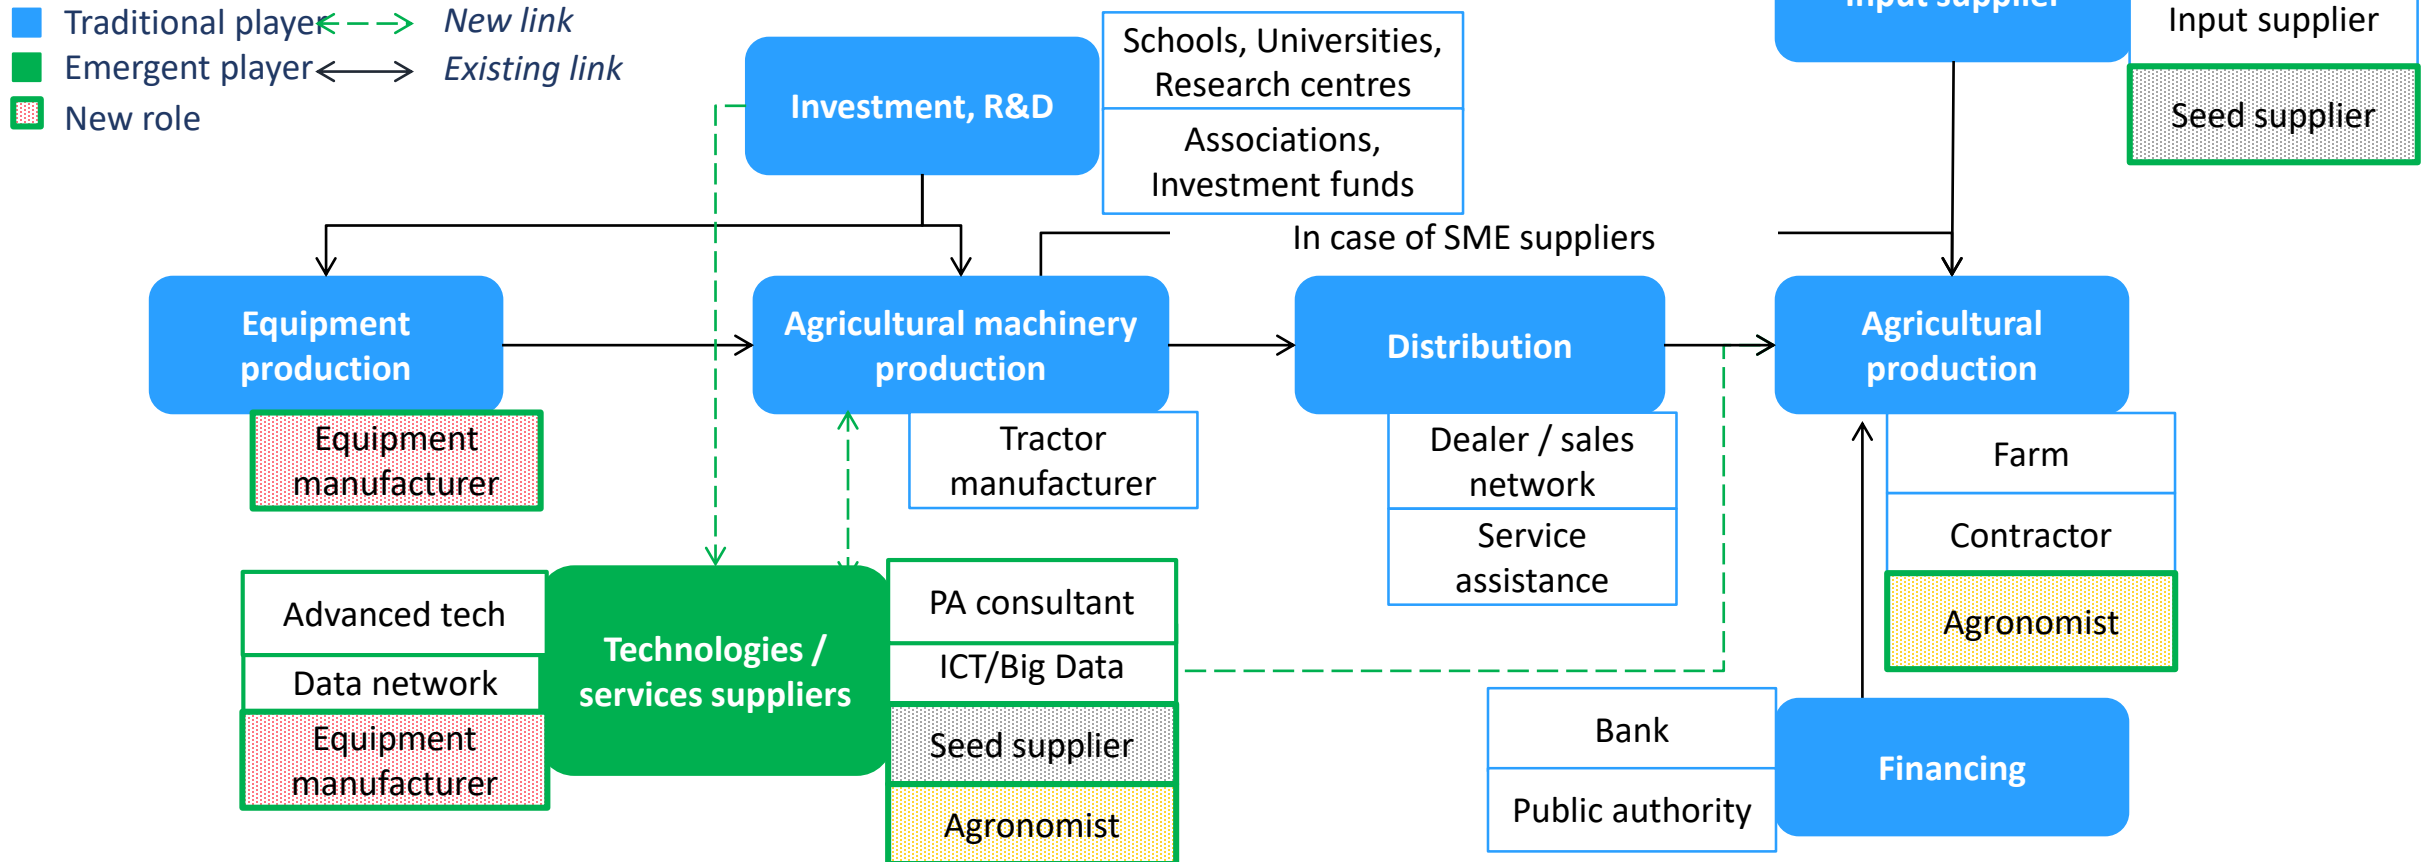 Traditional player
New link
Emergent player
Existing link
New role
Investment, R&D
Schools, Universities,
Research centres
Associations,
Investment funds
Input supplier
Input supplier
Seed supplier
In case of SME suppliers
Equipment
production
Equipment
manufacturer
Agricultural machinery
production
Tractor
manufacturer
Distribution
Dealer / sales
network
Service
assistance
Agricultural
production
Farm
Contractor
Agronomist
Advanced tech
Data network
Equipment
manufacturer
Technologies /
services suppliers
PA consultant
ICT/Big Data
Seed supplier
Agronomist
Bank
Public authority
Financing